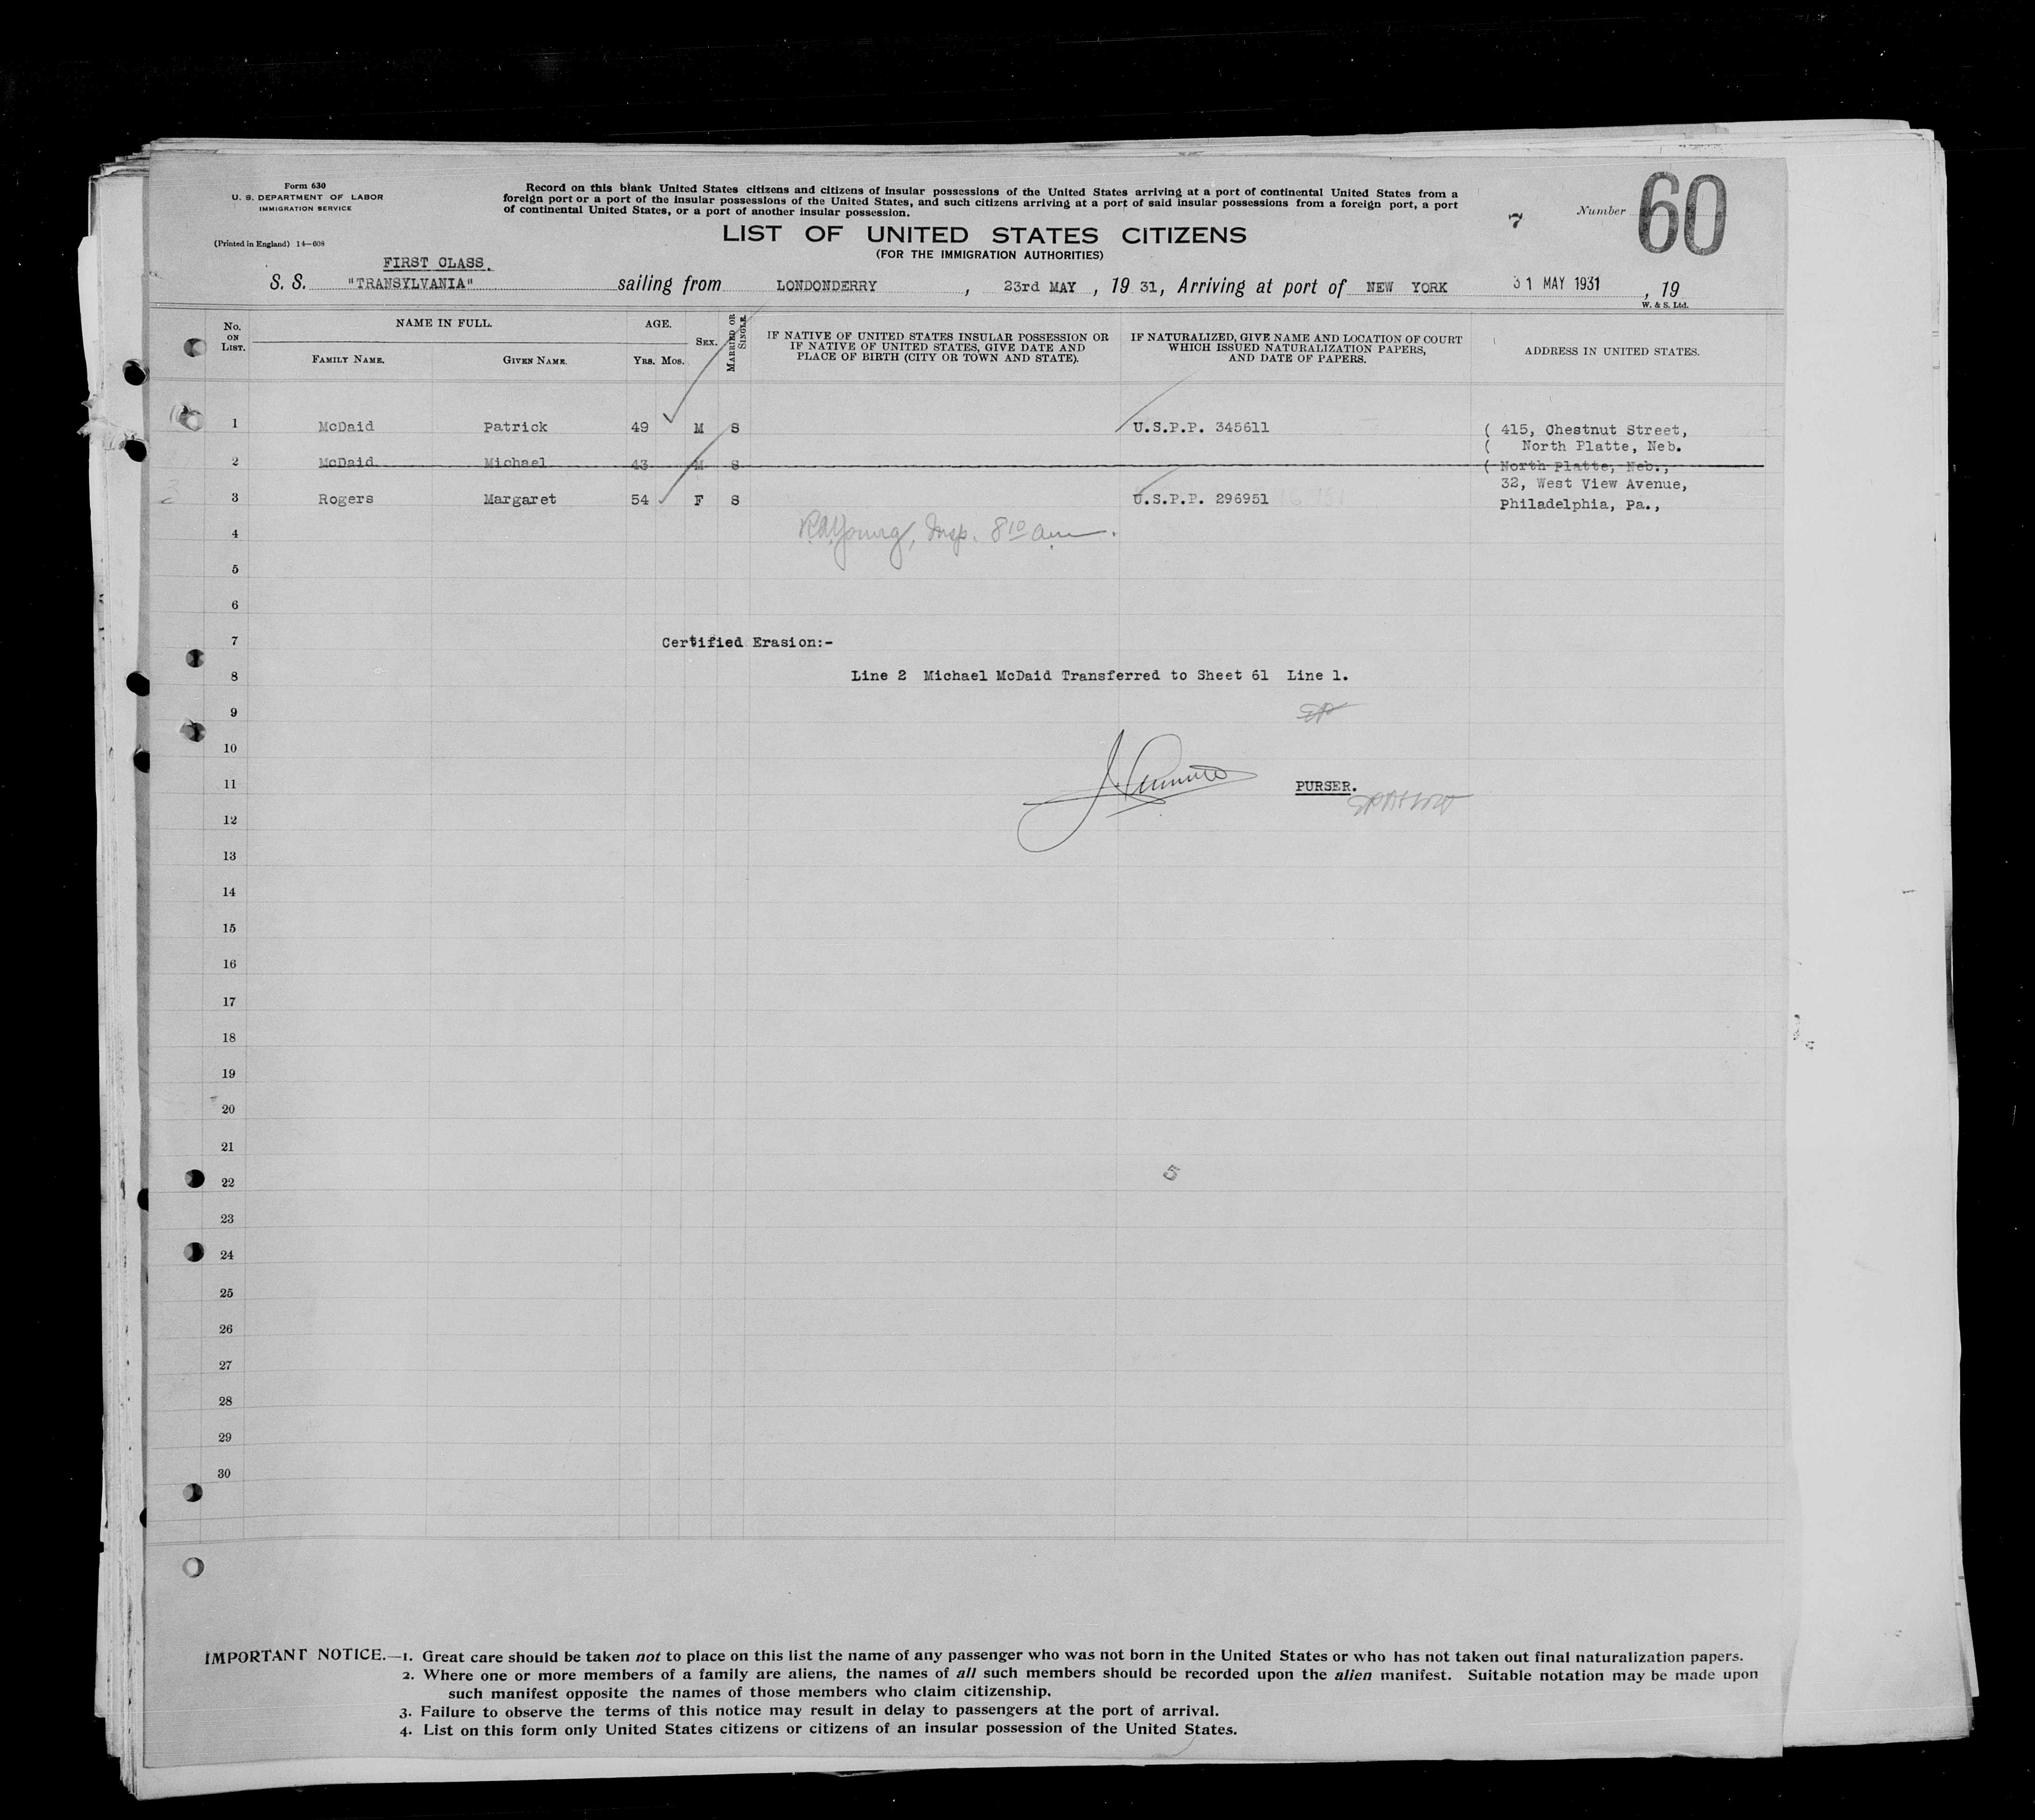 Form 630
U. S. DEPARTMENT OF LABOR
IMMIGRATION SERVICE
(Printed in England) 14—608
Record on this blank United States citizens and citizens of insular possessions of the United States arriving at a port of continental United States from a
foreign port or a port of the insular possessions of the United States, and such citizens arriving at a port of said insular possessions from a foreign port, a port
of continental United States, or a port of another insular possession.
7
Number 60
LIST OF UNITED STATES CITIZENS
(FOR THE IMMIGRATION AUTHORITIES)
FIRST CLASS.
S. S. "TRANSYLVANIA" sailing from LONDONDERRY, 23rd MAY, 19 31, Arriving at port of NEW YORK 31 MAY 1931, 19
W. & S. Ltd.
No. ON LIST. NAME IN FULL. FAMILY NAME. GIVEN NAME. AGE. YRS. MOS. SEX. MARRIED OR SINGLE. IF NATIVE OF UNITED STATES INSULAR POSSESSION OR IF NATIVE OF UNITED STATES, GIVE DATE AND PLACE OF BIRTH (CITY OR TOWN AND STATE). IF NATURALIZED, GIVE NAME AND LOCATION OF COURT WHICH ISSUED NATURALIZATION PAPERS, AND DATE OF PAPERS. ADDRESS IN UNITED STATES.
1 McDaid Patrick 49 M S U.S.P.P. 345611 ( 415, Chestnut Street,
( North Platte, Neb.
2 McDaid Michael 43 M S ( North Platte, Neb.,
32, West View Avenue,
3 Rogers Margaret 54 F S U.S.P.P. 296951 Philadelphia, Pa.,
4 R.A. Young, Insp. 8 10 am.
5
6
7 Certified Erasion:-
8 Line 2 Michael McDaid Transferred to Sheet 61 Line 1.
9
10
11 PURSER.
12
13
14
15
16
17
18
19
20
21
5
22
23
24
25
26
27
28
29
30
IMPORTANT NOTICE.—1. Great care should be taken not to place on this list the name of any passenger who was not born in the United States or who has not taken out final naturalization papers.
2. Where one or more members of a family are aliens, the names of all such members should be recorded upon the alien manifest. Suitable notation may be made upon
such manifest opposite the names of those members who claim citizenship.
3. Failure to observe the terms of this notice may result in delay to passengers at the port of arrival.
4. List on this form only United States citizens or citizens of an insular possession of the United States.